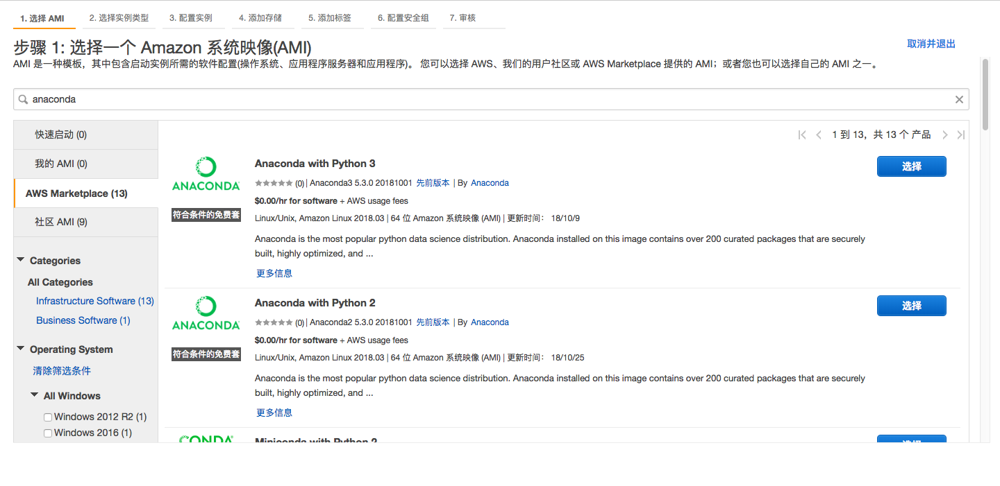 1. 选择 AMI
2. 选择实例类型
3. 配置实例
4. 添加存储
5. 添加标签
6. 配置安全组
7. 审核
步骤 1: 选择一个 Amazon 系统映像(AMI)
取消并退出
AMI 是一种模板，其中包含启动实例所需的软件配置(操作系统、应用程序服务器和应用程序)。 您可以选择 AWS、我们的用户社区或 AWS Marketplace 提供的 AMI；或者您也可以选择自己的 AMI 之一。
anaconda
快速启动 (0)
我的 AMI (0)
AWS Marketplace (13)
社区 AMI (9)
Categories
All Categories
Infrastructure Software (13)
Business Software (1)
Operating System
清除筛选条件
All Windows
Windows 2012 R2 (1)
Windows 2016 (1)
1 到 13，共 13 个 产品
ANACONDA
符合条件的免费套
Anaconda with Python 3
(0) | Anaconda3 5.3.0 20181001 先前版本 | By Anaconda
$0.00/hr for software + AWS usage fees
Linux/Unix, Amazon Linux 2018.03 | 64 位 Amazon 系统映像 (AMI) | 更新时间： 18/10/9
Anaconda is the most popular python data science distribution. Anaconda installed on this image contains over 200 curated packages that are securely
built, highly optimized, and ...
更多信息
选择
ANACONDA
符合条件的免费套
Anaconda with Python 2
(0) | Anaconda2 5.3.0 20181001 先前版本 | By Anaconda
$0.00/hr for software + AWS usage fees
Linux/Unix, Amazon Linux 2018.03 | 64 位 Amazon 系统映像 (AMI) | 更新时间： 18/10/25
Anaconda is the most popular python data science distribution. Anaconda installed on this image contains over 200 curated packages that are securely
built, highly optimized, and ...
更多信息
选择
CONDA
Miniconda with Python
选择